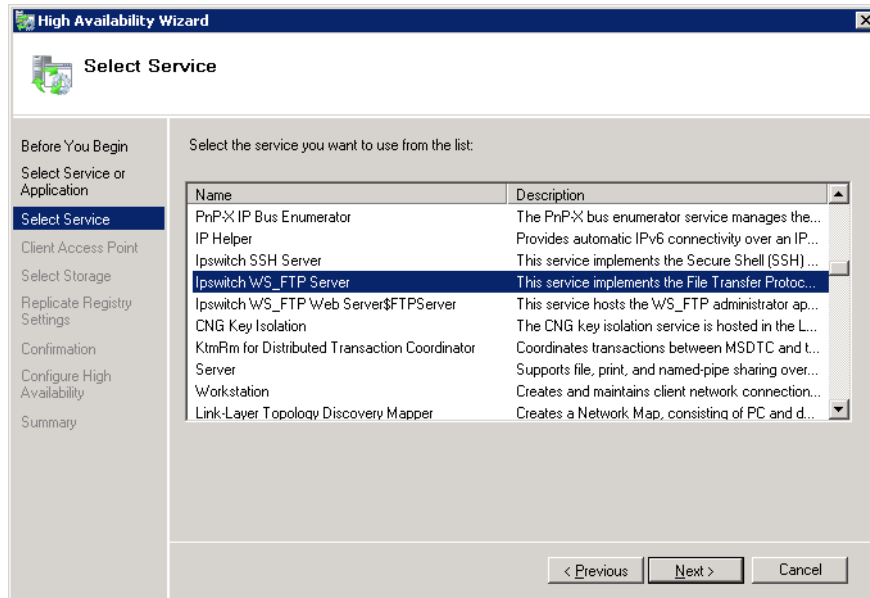 High Availability Wizard
Select Service
Before You Begin
Select Service or
Application
Select Service
Client Access Point
Select Storage
Replicate Registry
Settings
Confirmation
Configure High
Availability
Summary
Select the service you want to use from the list:
Name Description
PnP-X IP Bus Enumerator The PnP-X bus enumerator service manages the...
IP Helper Provides automatic IPv6 connectivity over an IP...
Ipswitch SSH Server This service implements the Secure Shell (SSH) ...
Ipswitch WS_FTP Server This service implements the File Transfer Protoc...
Ipswitch WS_FTP Web Server$FTPServer This service hosts the WS_FTP administrator ap...
CNG Key Isolation The CNG key isolation service is hosted in the L...
KtmRm for Distributed Transaction Coordinator Coordinates transactions between MSDTC and t...
Server Supports file, print, and named-pipe sharing over...
Workstation Creates and maintains client network connection...
Link-Layer Topology Discovery Mapper Creates a Network Map, consisting of PC and d...
< Previous Next > Cancel